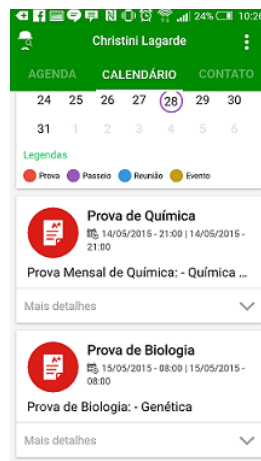 24% 10:26
Christini Lagarde
AGENDA CALENDÁRIO CONTATO
24 25 26 27 28 29 30
31 1 2 3 4 5 6
Legendas
Prova Passeio Reunião Evento
Prova de Química
14/05/2015 - 21:00 | 14/05/2015 -
21:00
Prova Mensal de Química: - Química ...
Mais detalhes
Prova de Biologia
15/05/2015 - 08:00 | 15/05/2015 -
08:00
Prova de Biologia: - Genética
Mais detalhes